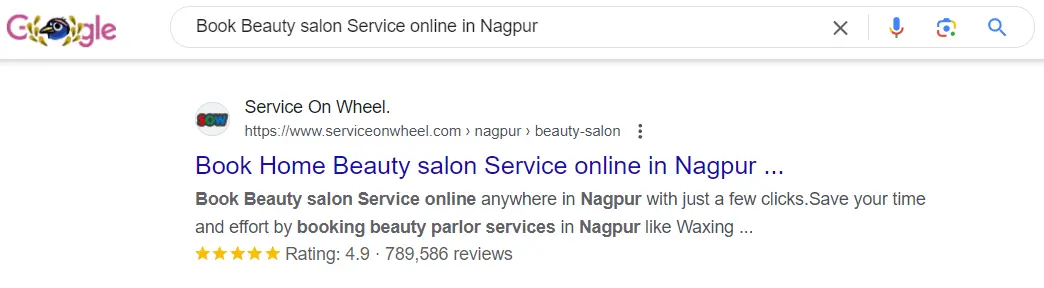 Google
Book Beauty salon Service online in Nagpur
SOW
Service On Wheel.
https://www.serviceonwheel.com › nagpur › beauty-salon
Book Home Beauty salon Service online in Nagpur ...
Book Beauty salon Service online anywhere in Nagpur with just a few clicks.Save your time
and effort by booking beauty parlor services in Nagpur like Waxing ...
Rating: 4.9 · 789,586 reviews